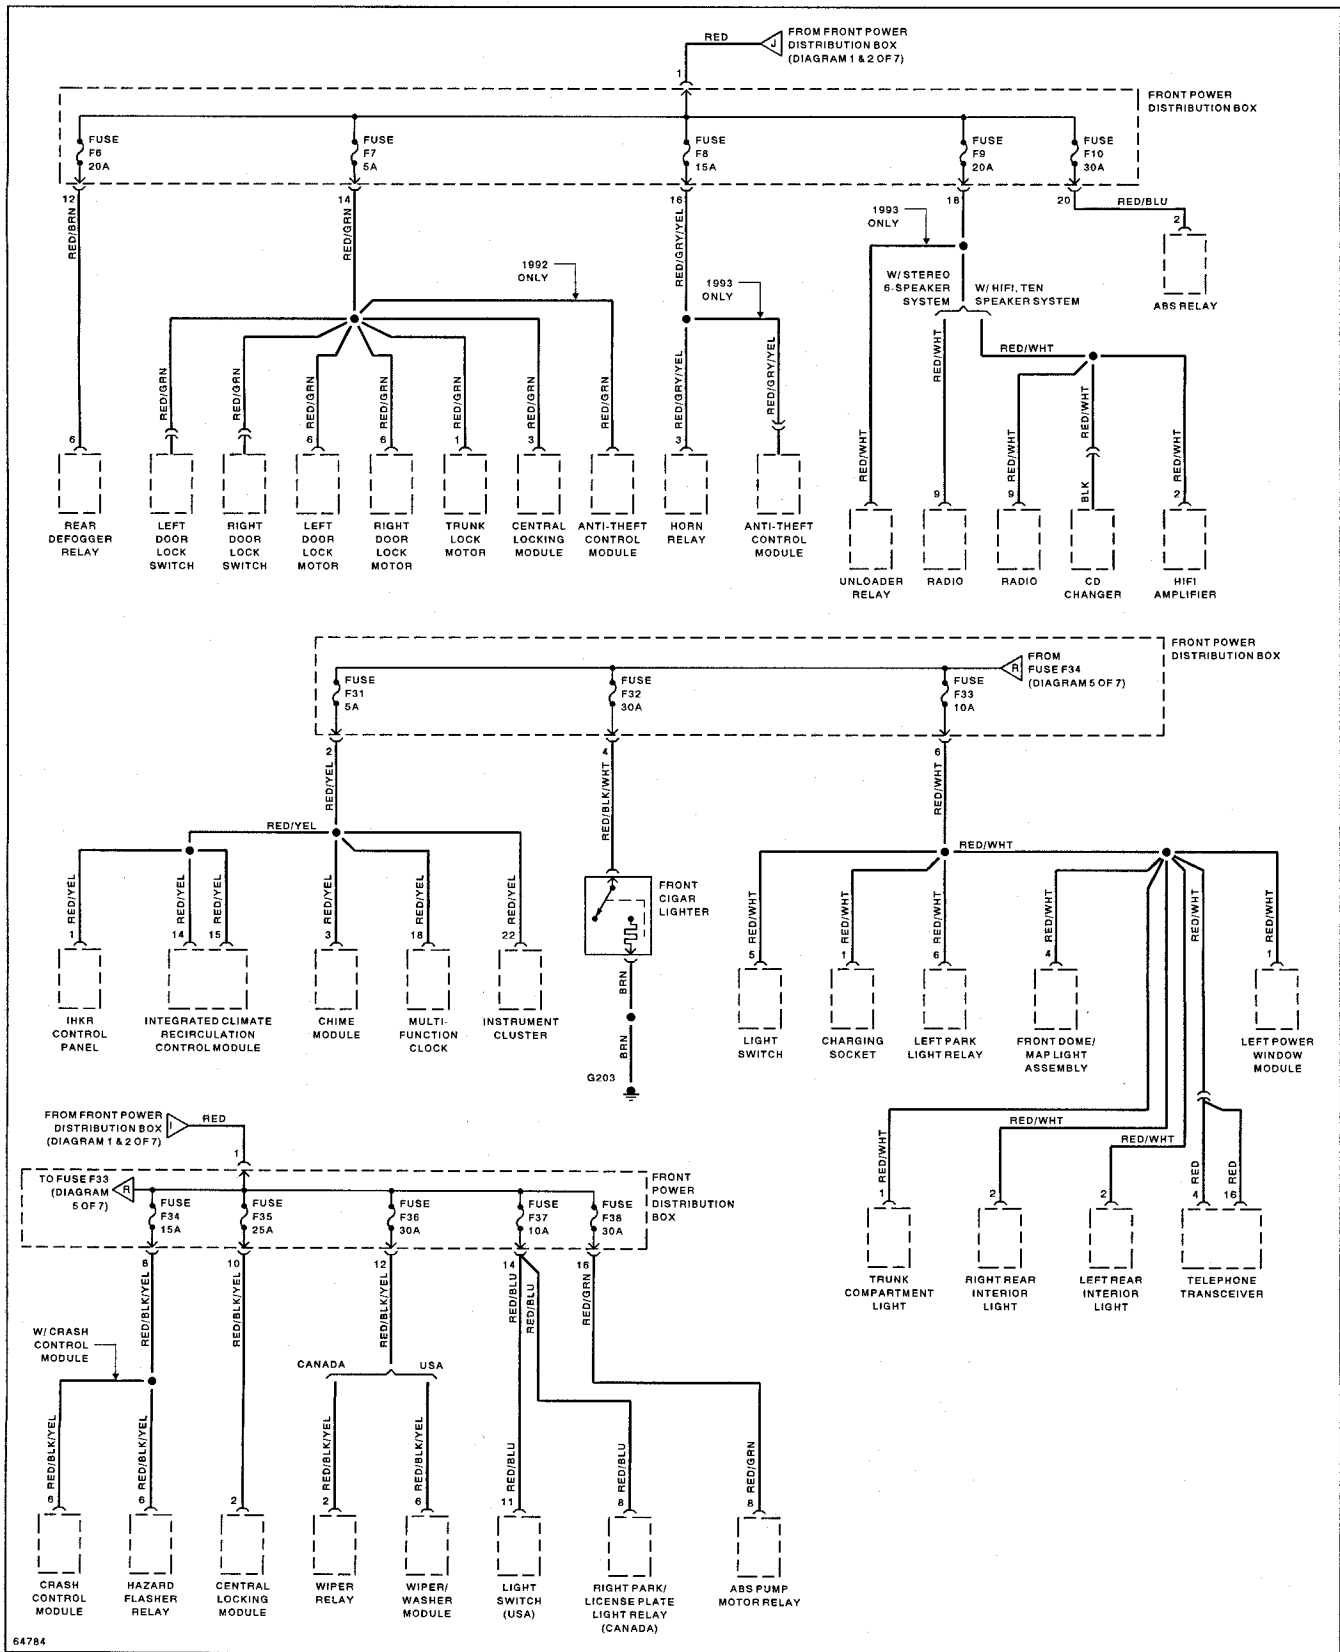 RED
J
FROM FRONT POWER
DISTRIBUTION BOX
(DIAGRAM 1 & 2 OF 7)
1
FRONT POWER
DISTRIBUTION BOX
FUSE
F6
20A
FUSE
F7
5A
FUSE
F8
15A
FUSE
F9
20A
FUSE
F10
30A
12
14
16
18
20
RED/BRN
RED/GRN
RED/GRY/YEL
1993
ONLY
RED/BLU
2
ABS RELAY
1992
ONLY
1993
ONLY
W/ STEREO
6-SPEAKER
SYSTEM
W/ HIFI, TEN
SPEAKER SYSTEM
RED/WHT
RED/WHT
RED/GRN
RED/GRN
RED/GRN
RED/GRN
RED/GRN
RED/GRN
RED/GRN
RED/GRY/YEL
RED/GRY/YEL
RED/WHT
RED/WHT
RED/WHT
RED/WHT
BLK
6
6
6
1
3
3
9
9
2
REAR
DEFOGGER
RELAY
LEFT
DOOR
LOCK
SWITCH
RIGHT
DOOR
LOCK
SWITCH
LEFT
DOOR
LOCK
MOTOR
RIGHT
DOOR
LOCK
MOTOR
TRUNK
LOCK
MOTOR
CENTRAL
LOCKING
MODULE
ANTI-THEFT
CONTROL
MODULE
HORN
RELAY
ANTI-THEFT
CONTROL
MODULE
UNLOADER
RELAY
RADIO
RADIO
CD
CHANGER
HIFI
AMPLIFIER
FRONT POWER
DISTRIBUTION BOX
R
FROM
FUSE F34
(DIAGRAM 5 OF 7)
FUSE
F31
5A
FUSE
F32
30A
FUSE
F33
10A
2
4
6
RED/YEL
RED/BLK/WHT
RED/WHT
RED/YEL
RED/WHT
RED/YEL
RED/YEL
RED/YEL
RED/YEL
RED/YEL
RED/YEL
1
14
15
3
18
22
FRONT
CIGAR
LIGHTER
BRN
BRN
G203
RED/WHT
RED/WHT
RED/WHT
RED/WHT
RED/WHT
RED/WHT
5
1
6
4
1
IHKR
CONTROL
PANEL
INTEGRATED CLIMATE
RECIRCULATION
CONTROL MODULE
CHIME
MODULE
MULTI-
FUNCTION
CLOCK
INSTRUMENT
CLUSTER
LIGHT
SWITCH
CHARGING
SOCKET
LEFT PARK
LIGHT RELAY
FRONT DOME/
MAP LIGHT
ASSEMBLY
LEFT POWER
WINDOW
MODULE
RED/WHT
RED/WHT
RED/WHT
RED
RED
1
2
2
4
16
TRUNK
COMPARTMENT
LIGHT
RIGHT REAR
INTERIOR
LIGHT
LEFT REAR
INTERIOR
LIGHT
TELEPHONE
TRANSCEIVER
FROM FRONT POWER
DISTRIBUTION BOX
(DIAGRAM 1 & 2 OF 7)
I
RED
1
TO FUSE F33
(DIAGRAM
5 OF 7)
R
FRONT
POWER
DISTRIBUTION
BOX
FUSE
F34
15A
FUSE
F35
25A
FUSE
F36
30A
FUSE
F37
10A
FUSE
F38
30A
8
10
12
14
16
RED/BLK/YEL
RED/BLK/YEL
RED/BLK/YEL
RED/BLU
RED/BLU
RED/GRN
W/ CRASH
CONTROL
MODULE
CANADA
USA
RED/BLK/YEL
RED/BLK/YEL
RED/BLK/YEL
RED/BLK/YEL
RED/BLU
RED/BLU
RED/GRN
6
6
2
2
6
11
8
8
CRASH
CONTROL
MODULE
HAZARD
FLASHER
RELAY
CENTRAL
LOCKING
MODULE
WIPER
RELAY
WIPER/
WASHER
MODULE
LIGHT
SWITCH
(USA)
RIGHT PARK/
LICENSE PLATE
LIGHT RELAY
(CANADA)
ABS PUMP
MOTOR RELAY
64784